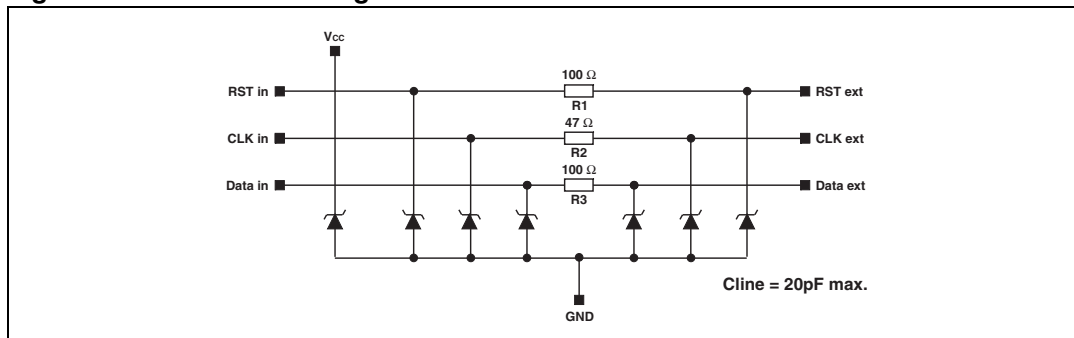 Vcc
100 Ω
RST in
RST ext
R1
47 Ω
CLK in
CLK ext
R2
100 Ω
Data in
Data ext
R3
Cline = 20pF max.
GND